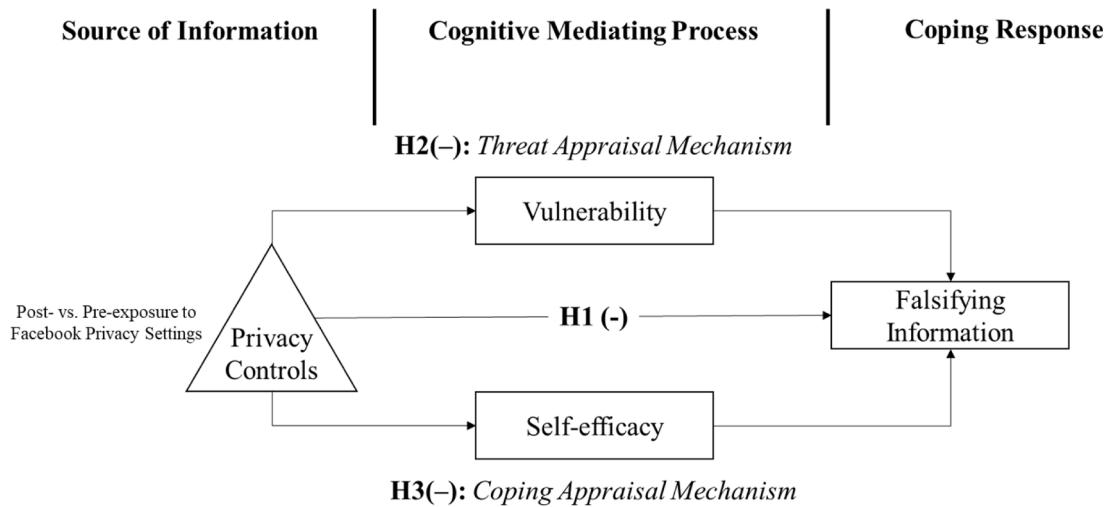 Source of Information
Cognitive Mediating Process
Coping Response
H2(–): Threat Appraisal Mechanism
Vulnerability
Post- vs. Pre-exposure to
Facebook Privacy Settings
Privacy
Controls
H1 (-)
Falsifying
Information
Self-efficacy
H3(–): Coping Appraisal Mechanism